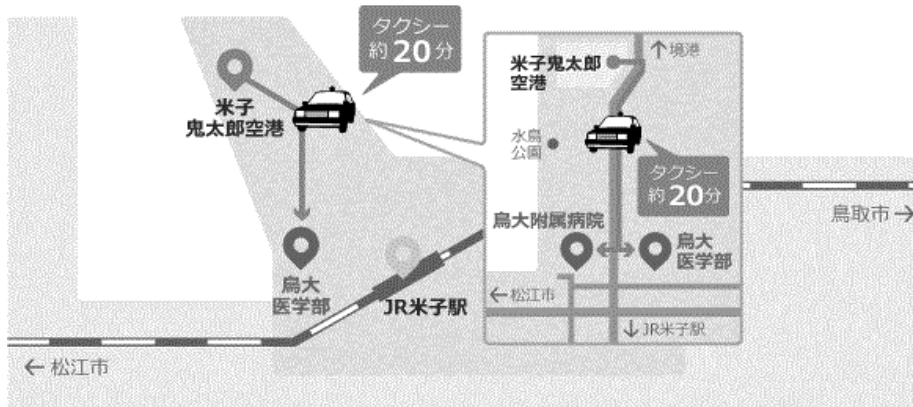 タクシー
約20分
米子
鬼太郎空港
鳥大
医学部
JR米子駅
←松江市
↑境港
米子鬼太郎
空港
水鳥
公園
タクシー
約20分
鳥大附属病院
鳥大
医学部
←松江市
↓JR米子駅
鳥取市→